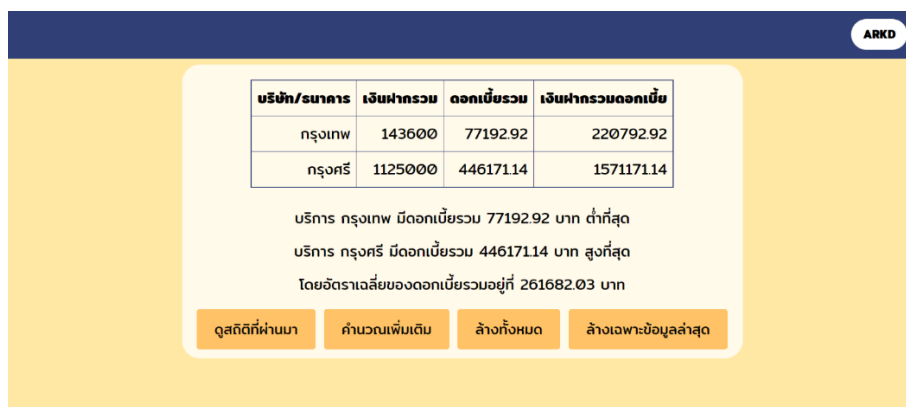 ARKD
บริษัท/ธนาคาร เงินฝากรวม ดอกเบี้ยรวม เงินฝากรวมดอกเบี้ย
กรุงเทพ 143600 77192.92 220792.92
กรุงศรี 1125000 446171.14 1571171.14
บริการ กรุงเทพ มีดอกเบี้ยรวม 77192.92 บาท ต่ำที่สุด
บริการ กรุงศรี มีดอกเบี้ยรวม 446171.14 บาท สูงที่สุด
โดยอัตราเฉลี่ยของดอกเบี้ยรวมอยู่ที่ 261682.03 บาท
ดูสถิติที่ผ่านมา คำนวณเพิ่มเติม ล้างทั้งหมด ล้างเฉพาะข้อมูลล่าสุด